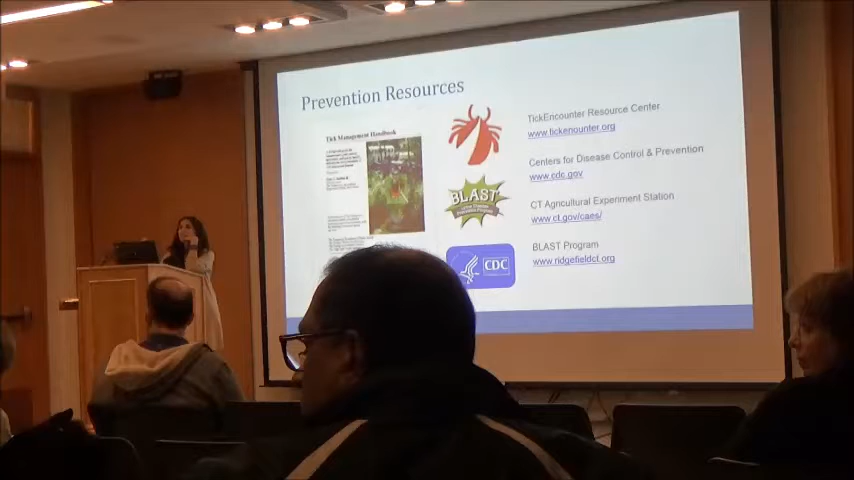 Prevention Resources
Tick Management Handbook
TickEncounter Resource Center
www.tickencounter.org
Centers for Disease Control & Prevention
www.cdc.gov
BLAST
CT Agricultural Experiment Station
www.ct.gov/caes/
BLAST Program
www.ridgefieldct.org
CDC